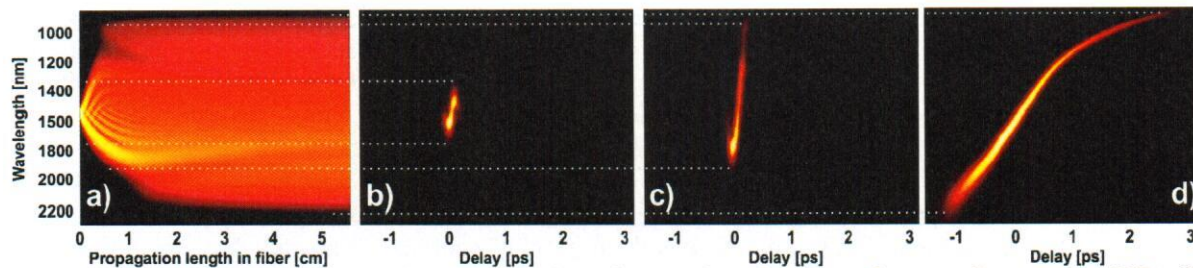 Wavelength [nm]
1000
1200
1400
1500
1800
2000
2200
a)
0 1 2 3 4 5
Propagation length in fiber [cm]
b)
-1 0 1 2 3
Delay [ps]
c)
-1 0 1 2 3
Delay [ps]
d)
-1 0 1 2 3
Delay [ps]